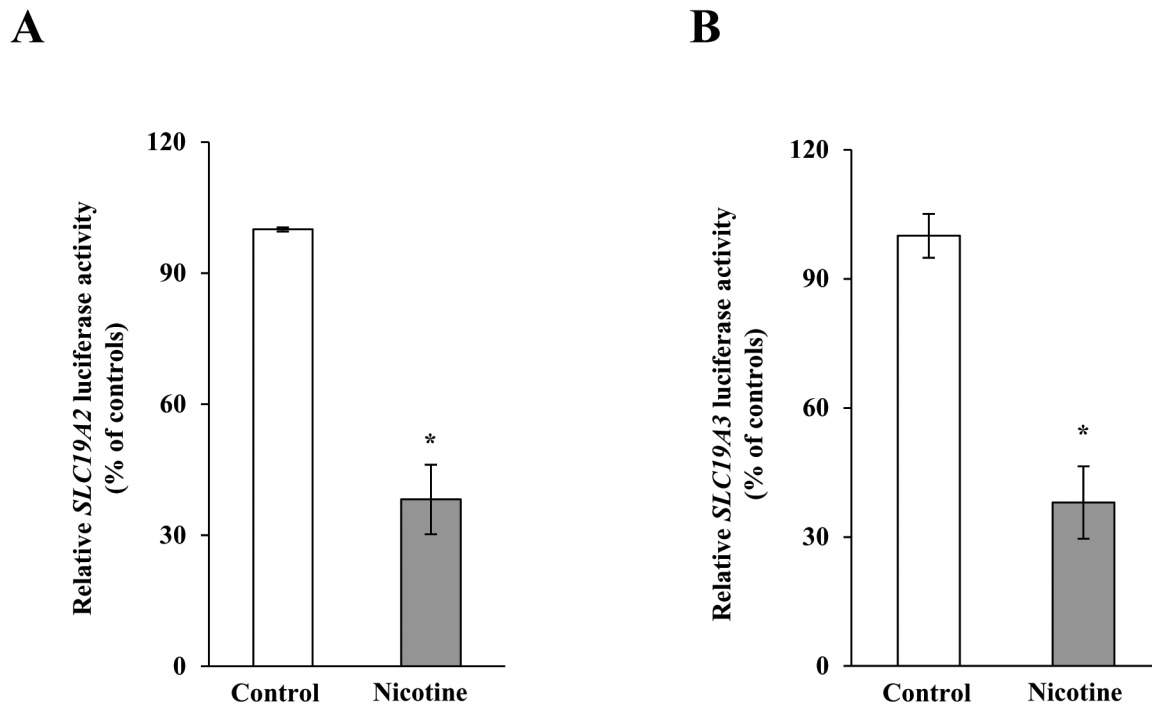 A
Relative SLC19A2 luciferase activity
(% of controls)
120
90
60
30
0
*
Control Nicotine
B
Relative SLC19A3 luciferase activity
(% of controls)
120
90
60
30
0
*
Control Nicotine